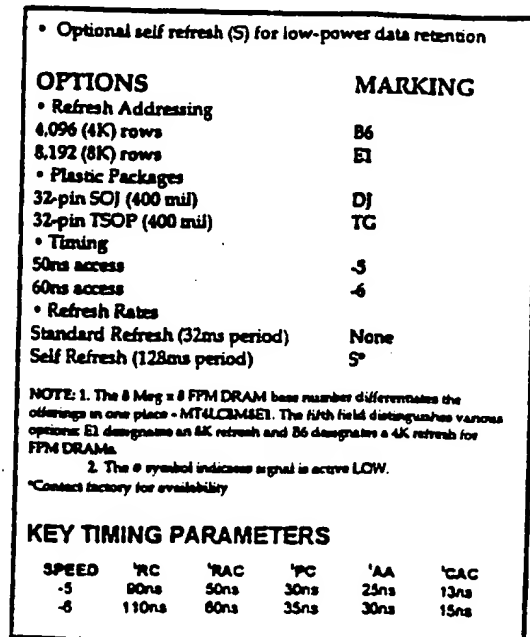 • Optional self refresh (S) for low-power data retention
OPTIONS MARKING
• Refresh Addressing
4,096 (4K) rows B6
8,192 (8K) rows E1
• Plastic Packages
32-pin SOJ (400 mil) DJ
32-pin TSOP (400 mil) TG
• Timing
50ns access -5
60ns access -6
• Refresh Rates
Standard Refresh (32ms period) None
Self Refresh (128ms period) S*
NOTE: 1. The 8 Meg x 8 FPM DRAM base number differentiates the
offerings in one place - MT4LC8M8E1. The fifth field distinguishes various
options: E1 designates an 8K refresh and B6 designates a 4K refresh for
FPM DRAMs.
2. The # symbol indicates signal is active LOW.
*Contact factory for availability
KEY TIMING PARAMETERS
SPEED tRC tRAC tPC tAA tCAC
-5 90ns 50ns 30ns 25ns 13ns
-6 110ns 60ns 35ns 30ns 15ns